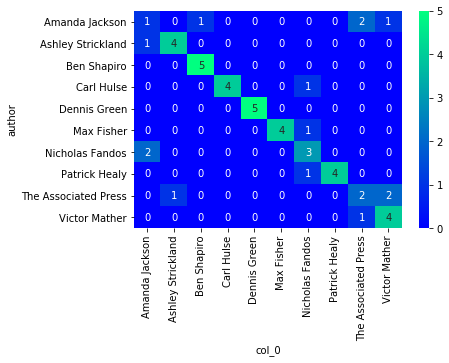 Amanda Jackson 1 0 1 0 0 0 0 0 2 1
Ashley Strickland 1 4 0 0 0 0 0 0 0 0
Ben Shapiro 0 0 5 0 0 0 0 0 0 0
Carl Hulse 0 0 0 4 0 0 1 0 0 0
Dennis Green 0 0 0 0 5 0 0 0 0 0
Max Fisher 0 0 0 0 0 4 1 0 0 0
Nicholas Fandos 2 0 0 0 0 0 3 0 0 0
Patrick Healy 0 0 0 0 0 0 1 4 0 0
The Associated Press 0 1 0 0 0 0 0 0 2 2
Victor Mather 0 0 0 0 0 0 0 0 1 4
author
Amanda Jackson
Ashley Strickland
Ben Shapiro
Carl Hulse
Dennis Green
Max Fisher
Nicholas Fandos
Patrick Healy
The Associated Press
Victor Mather
col_0
5
4
3
2
1
0